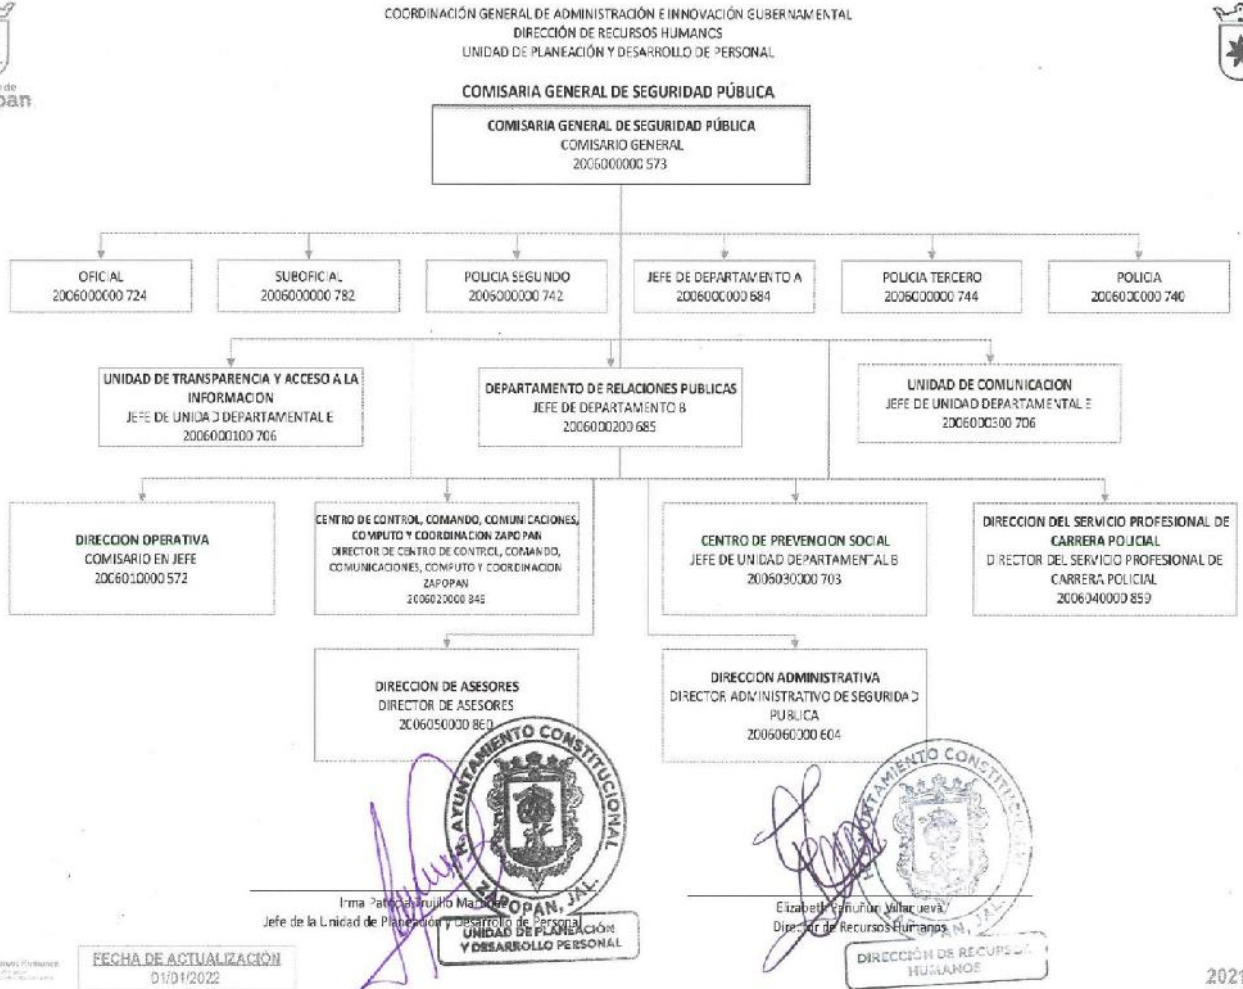 COORDINACIÓN GENERAL DE ADMINISTRACIÓN E INNOVACIÓN GUBERNAMENTAL
DIRECCIÓN DE RECURSOS HUMANOS
UNIDAD DE PLANEACIÓN Y DESARROLLO DE PERSONAL
COMISARIA GENERAL DE SEGURIDAD PÚBLICA
COMISARIA GENERAL DE SEGURIDAD PÚBLICA
COMISARIO GENERAL
2006000000 573
OFICIAL
2006000000 724
SUBOFICIAL
2006000000 782
POLICIA SEGUNDO
2006000000 742
JEFE DE DEPARTAMENTO A
2006000000 684
POLICIA TERCERO
2006000000 744
POLICIA
2006000000 740
UNIDAD DE TRANSPARENCIA Y ACCESO A LA
INFORMACION
JEFE DE UNIDAD DEPARTAMENTAL E
2006000100 706
DEPARTAMENTO DE RELACIONES PUBLICAS
JEFE DE DEPARTAMENTO B
2006000200 685
UNIDAD DE COMUNICACION
JEFE DE UNIDAD DEPARTAMENTAL E
2006000300 706
DIRECCION OPERATIVA
COMISARIO EN JEFE
2006010000 572
CENTRO DE CONTROL, COMANDO, COMUNICACIONES,
COMPUTO Y COORDINACION ZAPOPAN
DIRECTOR DE CENTRO DE CONTROL, COMANDO,
COMUNICACIONES, COMPUTO Y COORDINACION
ZAPOPAN
2006020000
CENTRO DE PREVENCION SOCIAL
JEFE DE UNIDAD DEPARTAMENTAL B
2006030000 703
DIRECCION DEL SERVICIO PROFESIONAL DE
CARRERA POLICIAL
DIRECTOR DEL SERVICIO PROFESIONAL DE
CARRERA POLICIAL
2006040000 859
DIRECCION DE ASESORES
DIRECTOR DE ASESORES
2006050000 860
DIRECCION ADMINISTRATIVA
DIRECTOR ADMINISTRATIVO DE SEGURIDAD
PUBLICA
2006060000 604
H. AYUNTAMIENTO CONSTITUCIONAL
ZAPOPAN, JAL.
Irma Patricia Trujillo
Jefe de la Unidad de Planeación y Desarrollo de Personal
UNIDAD DE PLANEACIÓN
Y DESARROLLO PERSONAL
Elizabeth Villanueva
Director de Recursos Humanos
DIRECCIÓN DE RECURSOS
HUMANOS
FECHA DE ACTUALIZACIÓN
01/01/2022
2021